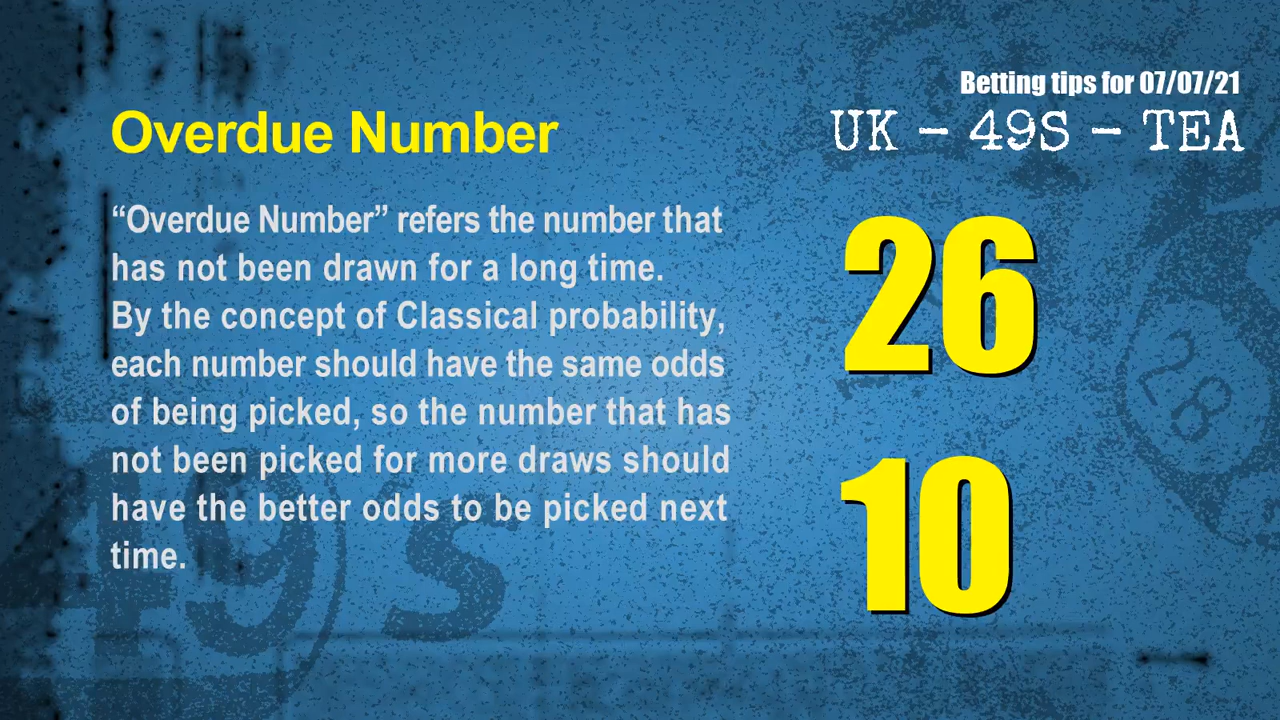 Betting tips for 07/07/21
UK - 49S - TEA
Overdue Number
“Overdue Number” refers the number that
has not been drawn for a long time.
By the concept of Classical probability,
each number should have the same odds
of being picked, so the number that has
not been picked for more draws should
have the better odds to be picked next
time.
26
10
28
49's